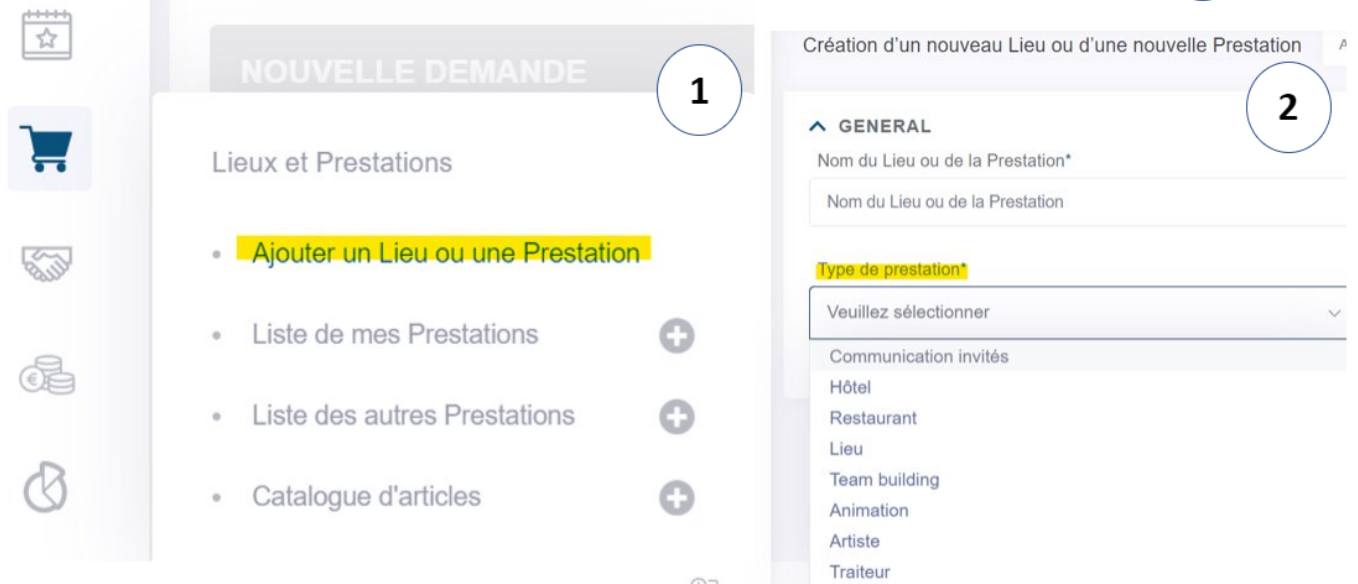 NOUVELLE DEMANDE
1
Lieux et Prestations
Ajouter un Lieu ou une Prestation
Liste de mes Prestations
Liste des autres Prestations
Catalogue d'articles
Création d'un nouveau Lieu ou d'une nouvelle Prestation
2
GENERAL
Nom du Lieu ou de la Prestation*
Nom du Lieu ou de la Prestation
Type de prestation*
Veuillez sélectionner
Communication invités
Hôtel
Restaurant
Lieu
Team building
Animation
Artiste
Traiteur